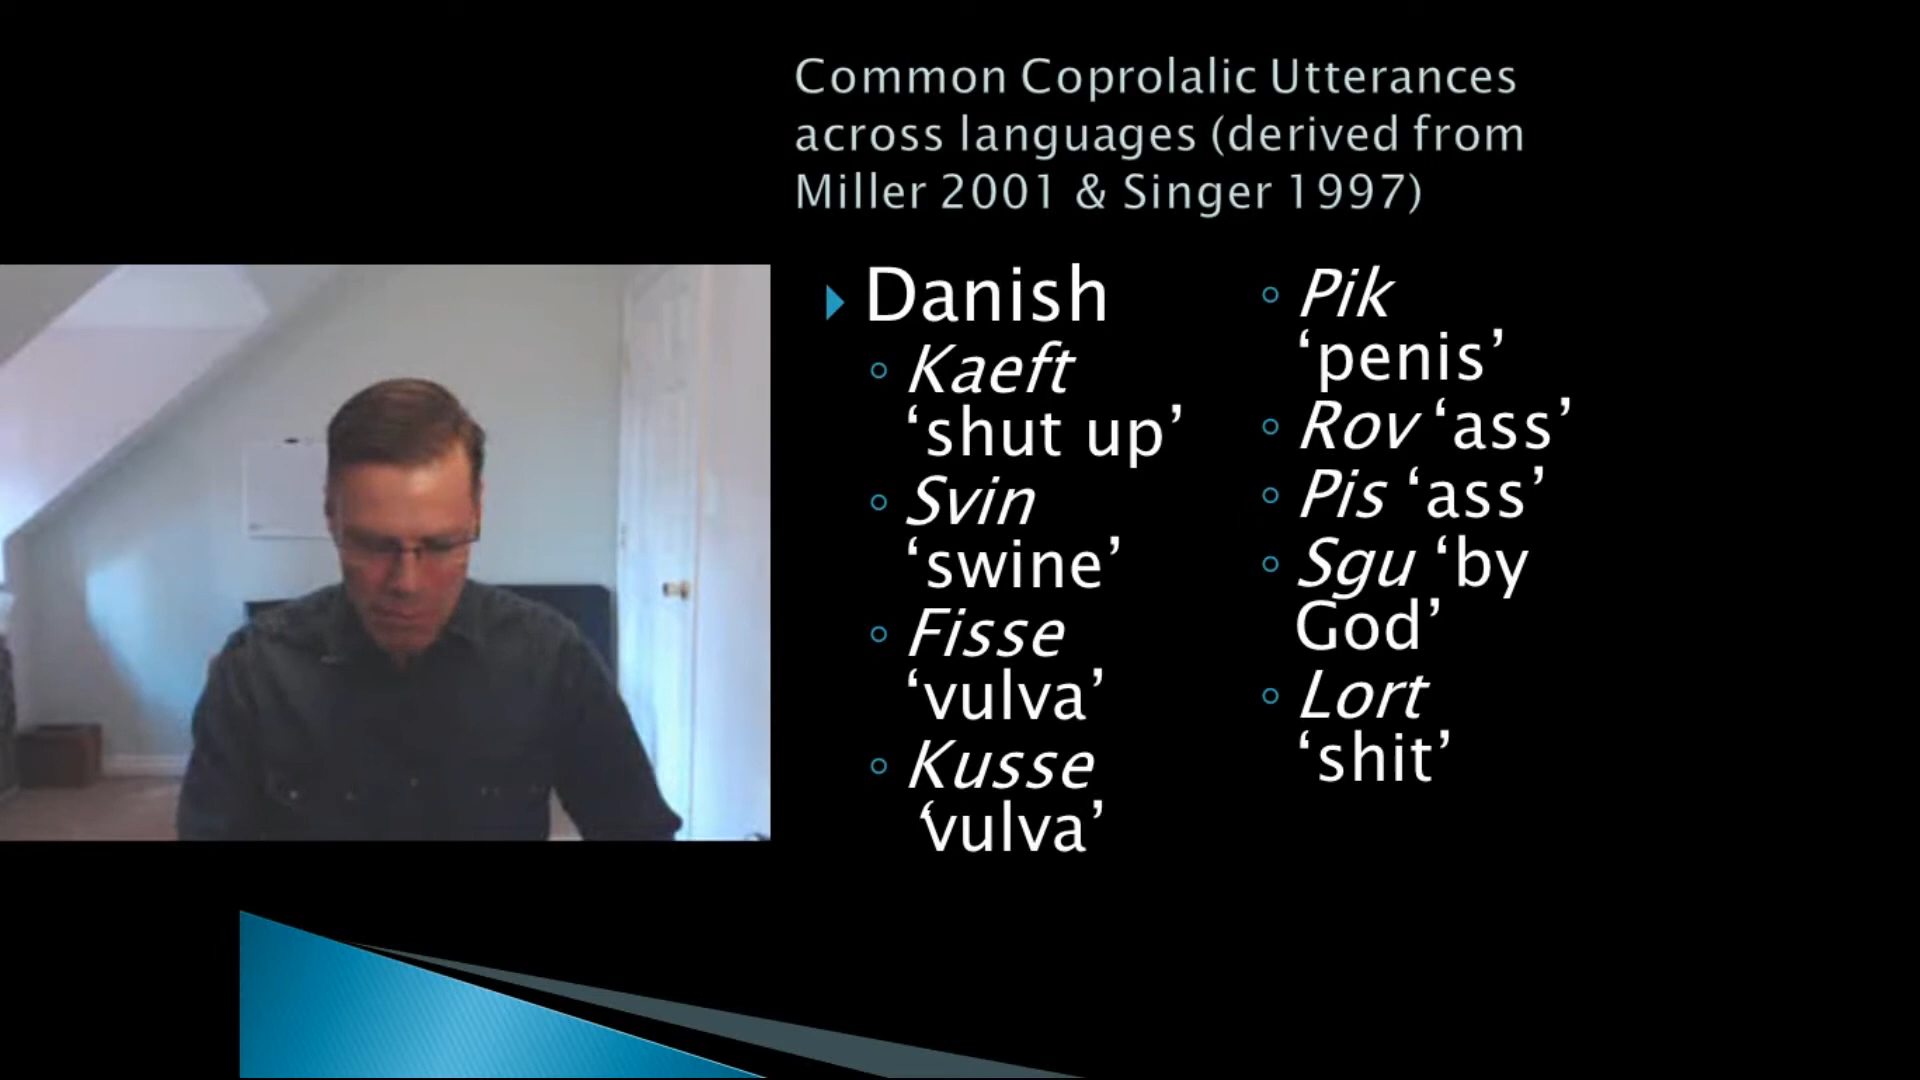 Common Coprolalic Utterances
across languages (derived from
Miller 2001 & Singer 1997)
Danish
Kaeft
‘shut up’
Svin
‘swine’
Fisse
‘vulva’
Kusse
‘vulva’
Pik
‘penis’
Rov ‘ass’
Pis ‘ass’
Sgu ‘by
God’
Lort
‘shit’